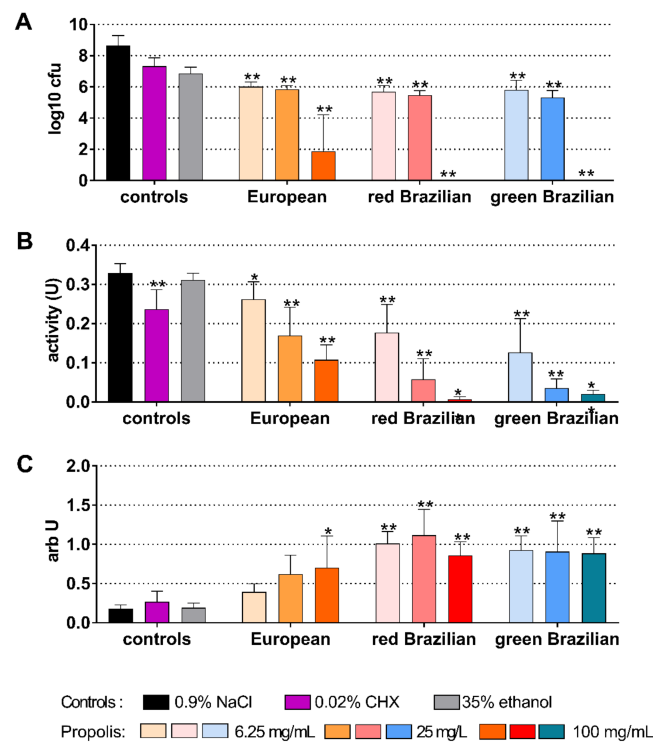 A
10
8
6
4
2
0
log10 cfu
** ** ** ** ** ** ** ** **
controls European red Brazilian green Brazilian
B
0.4
0.3
0.2
0.1
0.0
activity (U)
** * ** ** ** ** * * ** ** * *
controls European red Brazilian green Brazilian
C
2.0
1.5
1.0
0.5
0.0
arb U
* ** ** ** ** ** **
controls European red Brazilian green Brazilian
Controls : 0.9% NaCl 0.02% CHX 35% ethanol
Propolis: 6.25 mg/mL 25 mg/L 100 mg/mL